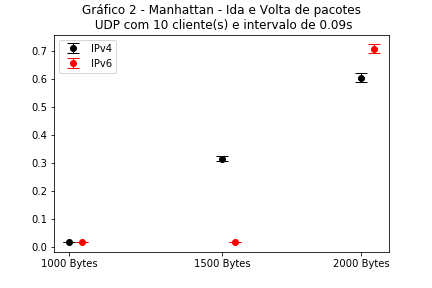 Gráfico 2 - Manhattan - Ida e Volta de pacotes
UDP com 10 cliente(s) e intervalo de 0.09s
IPv4
IPv6
0.7
0.6
0.5
0.4
0.3
0.2
0.1
0.0
1000 Bytes
1500 Bytes
2000 Bytes